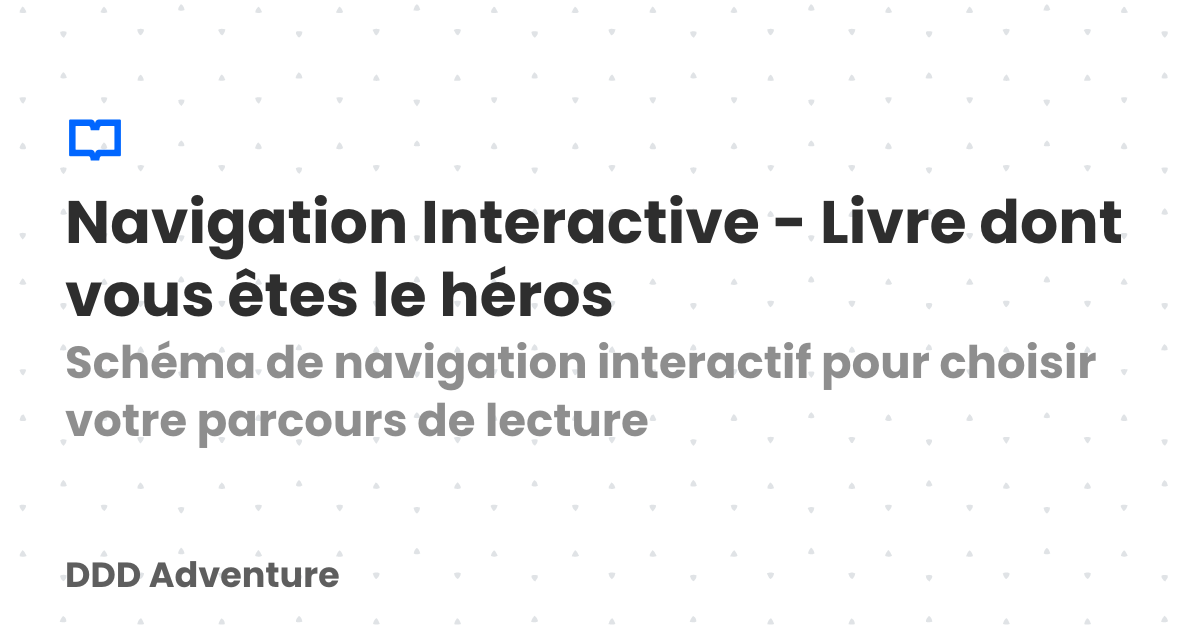 Navigation Interactive - Livre dont
vous êtes le héros
Schéma de navigation interactif pour choisir
votre parcours de lecture
DDD Adventure